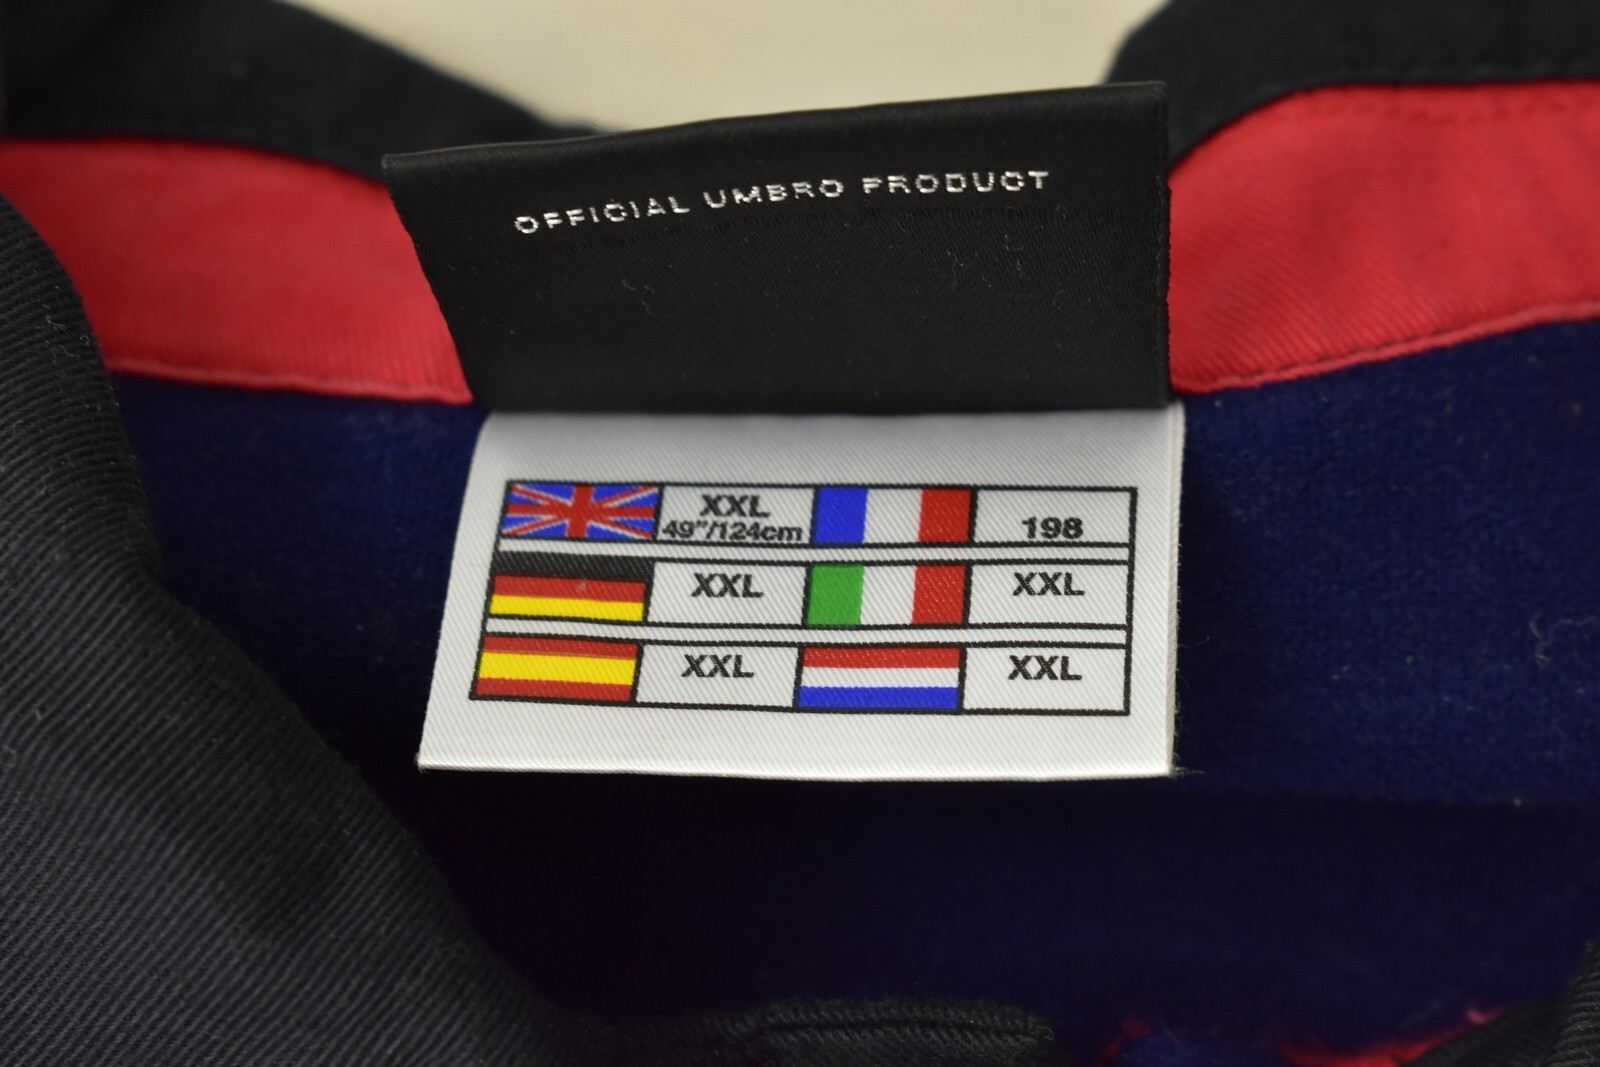 OFFICIAL UMBRO PRODUCT
XXL
49"/124cm
198
XXL
XXL
XXL
XXL